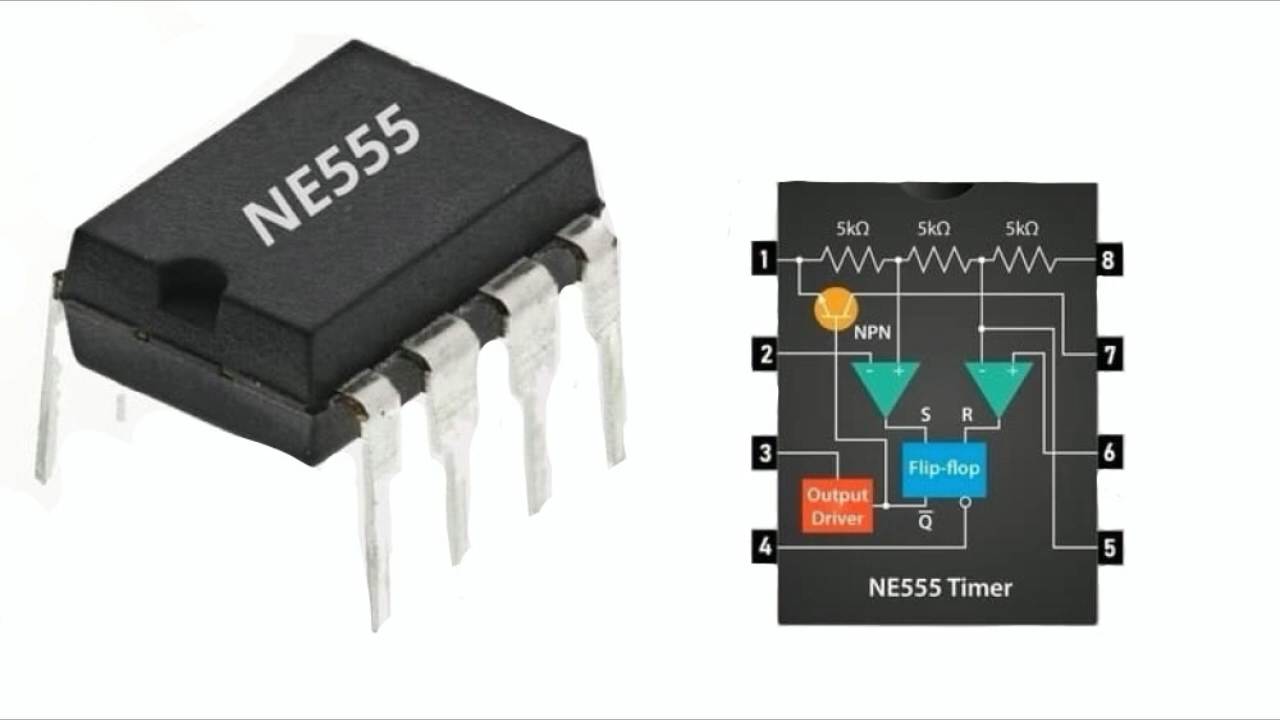 NE555
5kΩ 5kΩ 5kΩ
1 8
NPN
2 7
- + - +
S R
3 6
Flip-flop
Output
Driver
Q̅
4 5
NE555 Timer